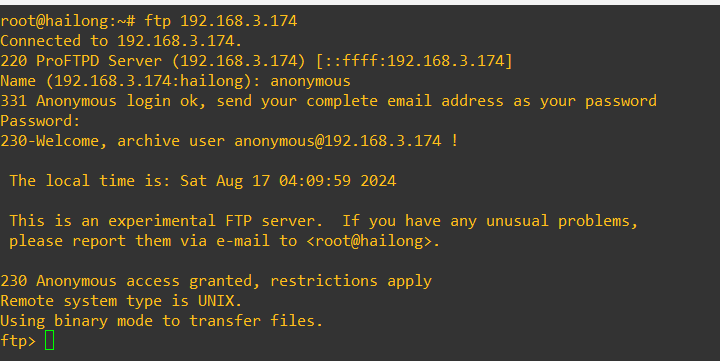 root@hailong:~# ftp 192.168.3.174
Connected to 192.168.3.174.
220 ProFTPD Server (192.168.3.174) [::ffff:192.168.3.174]
Name (192.168.3.174:hailong): anonymous
331 Anonymous login ok, send your complete email address as your password
Password:
230-Welcome, archive user anonymous@192.168.3.174 !
The local time is: Sat Aug 17 04:09:59 2024
This is an experimental FTP server.  If you have any unusual problems,
please report them via e-mail to <root@hailong>.
230 Anonymous access granted, restrictions apply
Remote system type is UNIX.
Using binary mode to transfer files.
ftp>